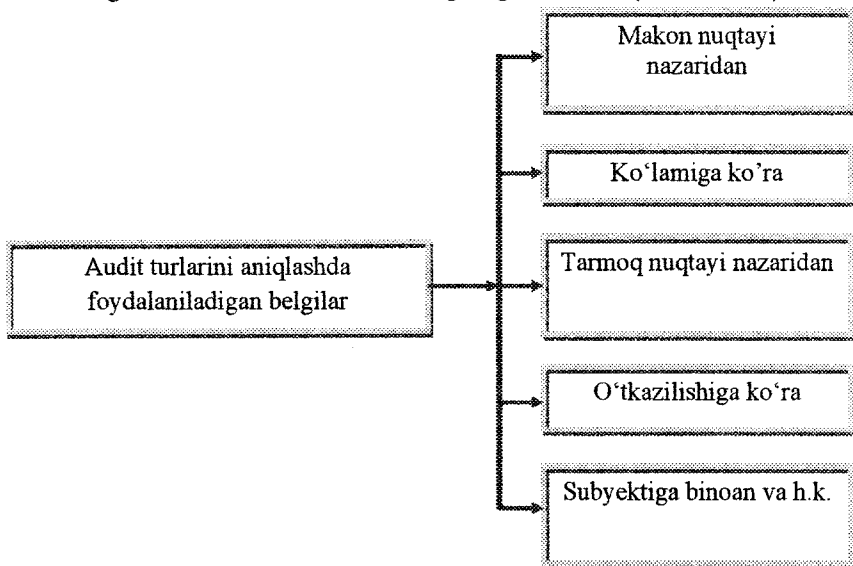 Audit turlarini aniqlashda
foydalaniladigan belgilar
Makon nuqtayi
nazaridan
Ko‘lamiga ko’ra
Tarmoq nuqtayi nazaridan
O‘tkazilishiga ko‘ra
Subyektiga binoan va h.k.